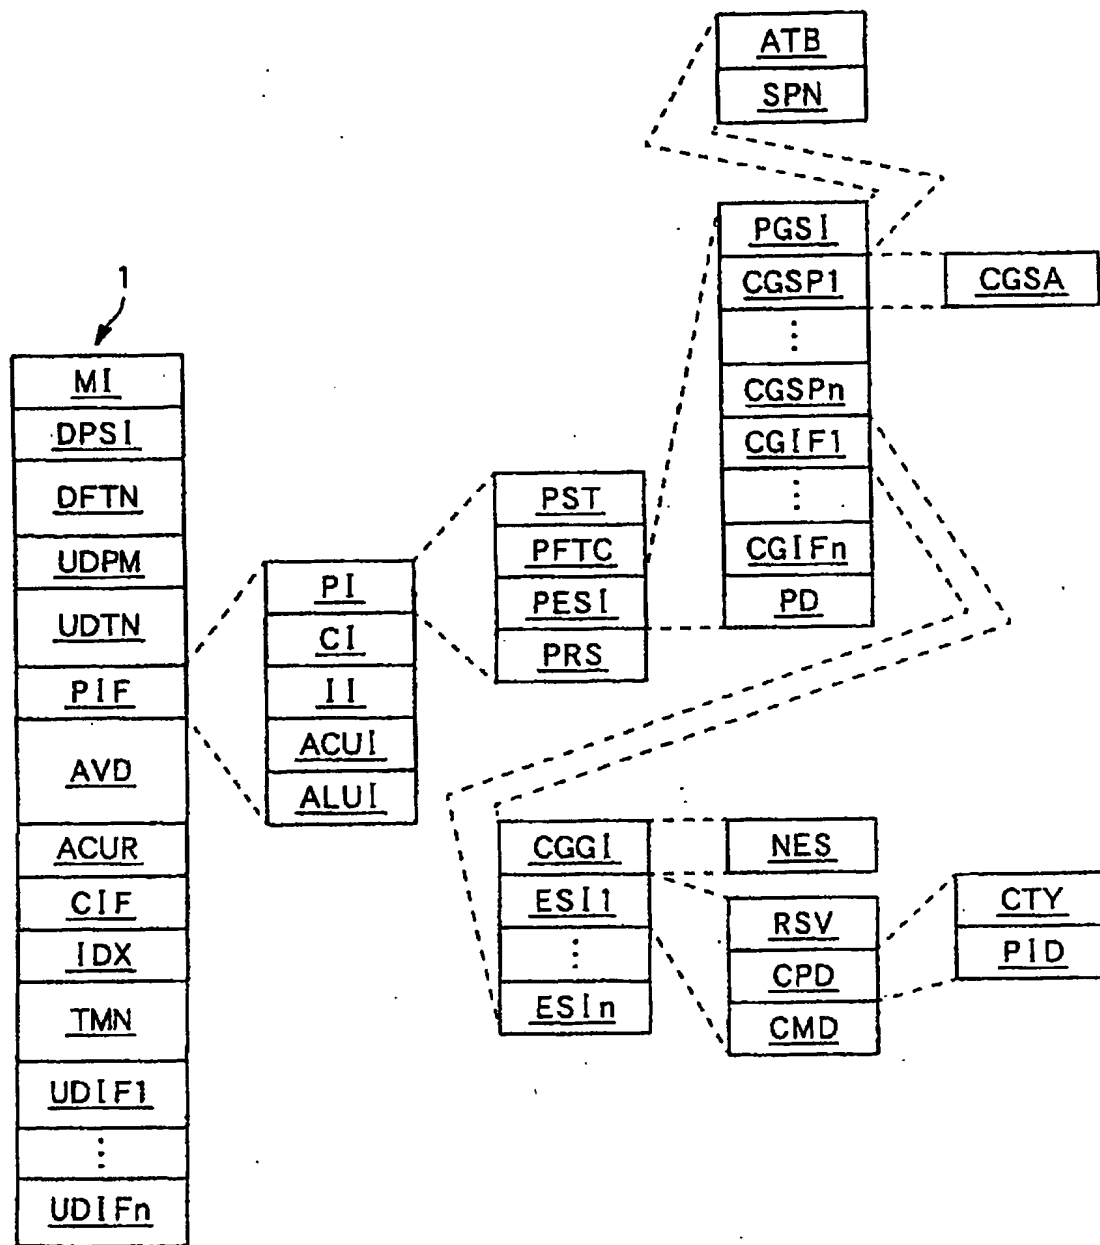 ATB
SPN
PGSI
CGSP1
CGSA
⋮
CGSPn
CGIF1
⋮
CGIFn
PD
1
MI
DPSI
DFTN
UDPM
UDTN
PIF
AVD
ACUR
CIF
IDX
TMN
UDIF1
⋮
UDIFn
PI
CI
II
ACUI
ALUI
PST
PFTC
PESI
PRS
CGGI
ESI1
⋮
ESIn
NES
RSV
CPD
CMD
CTY
PID